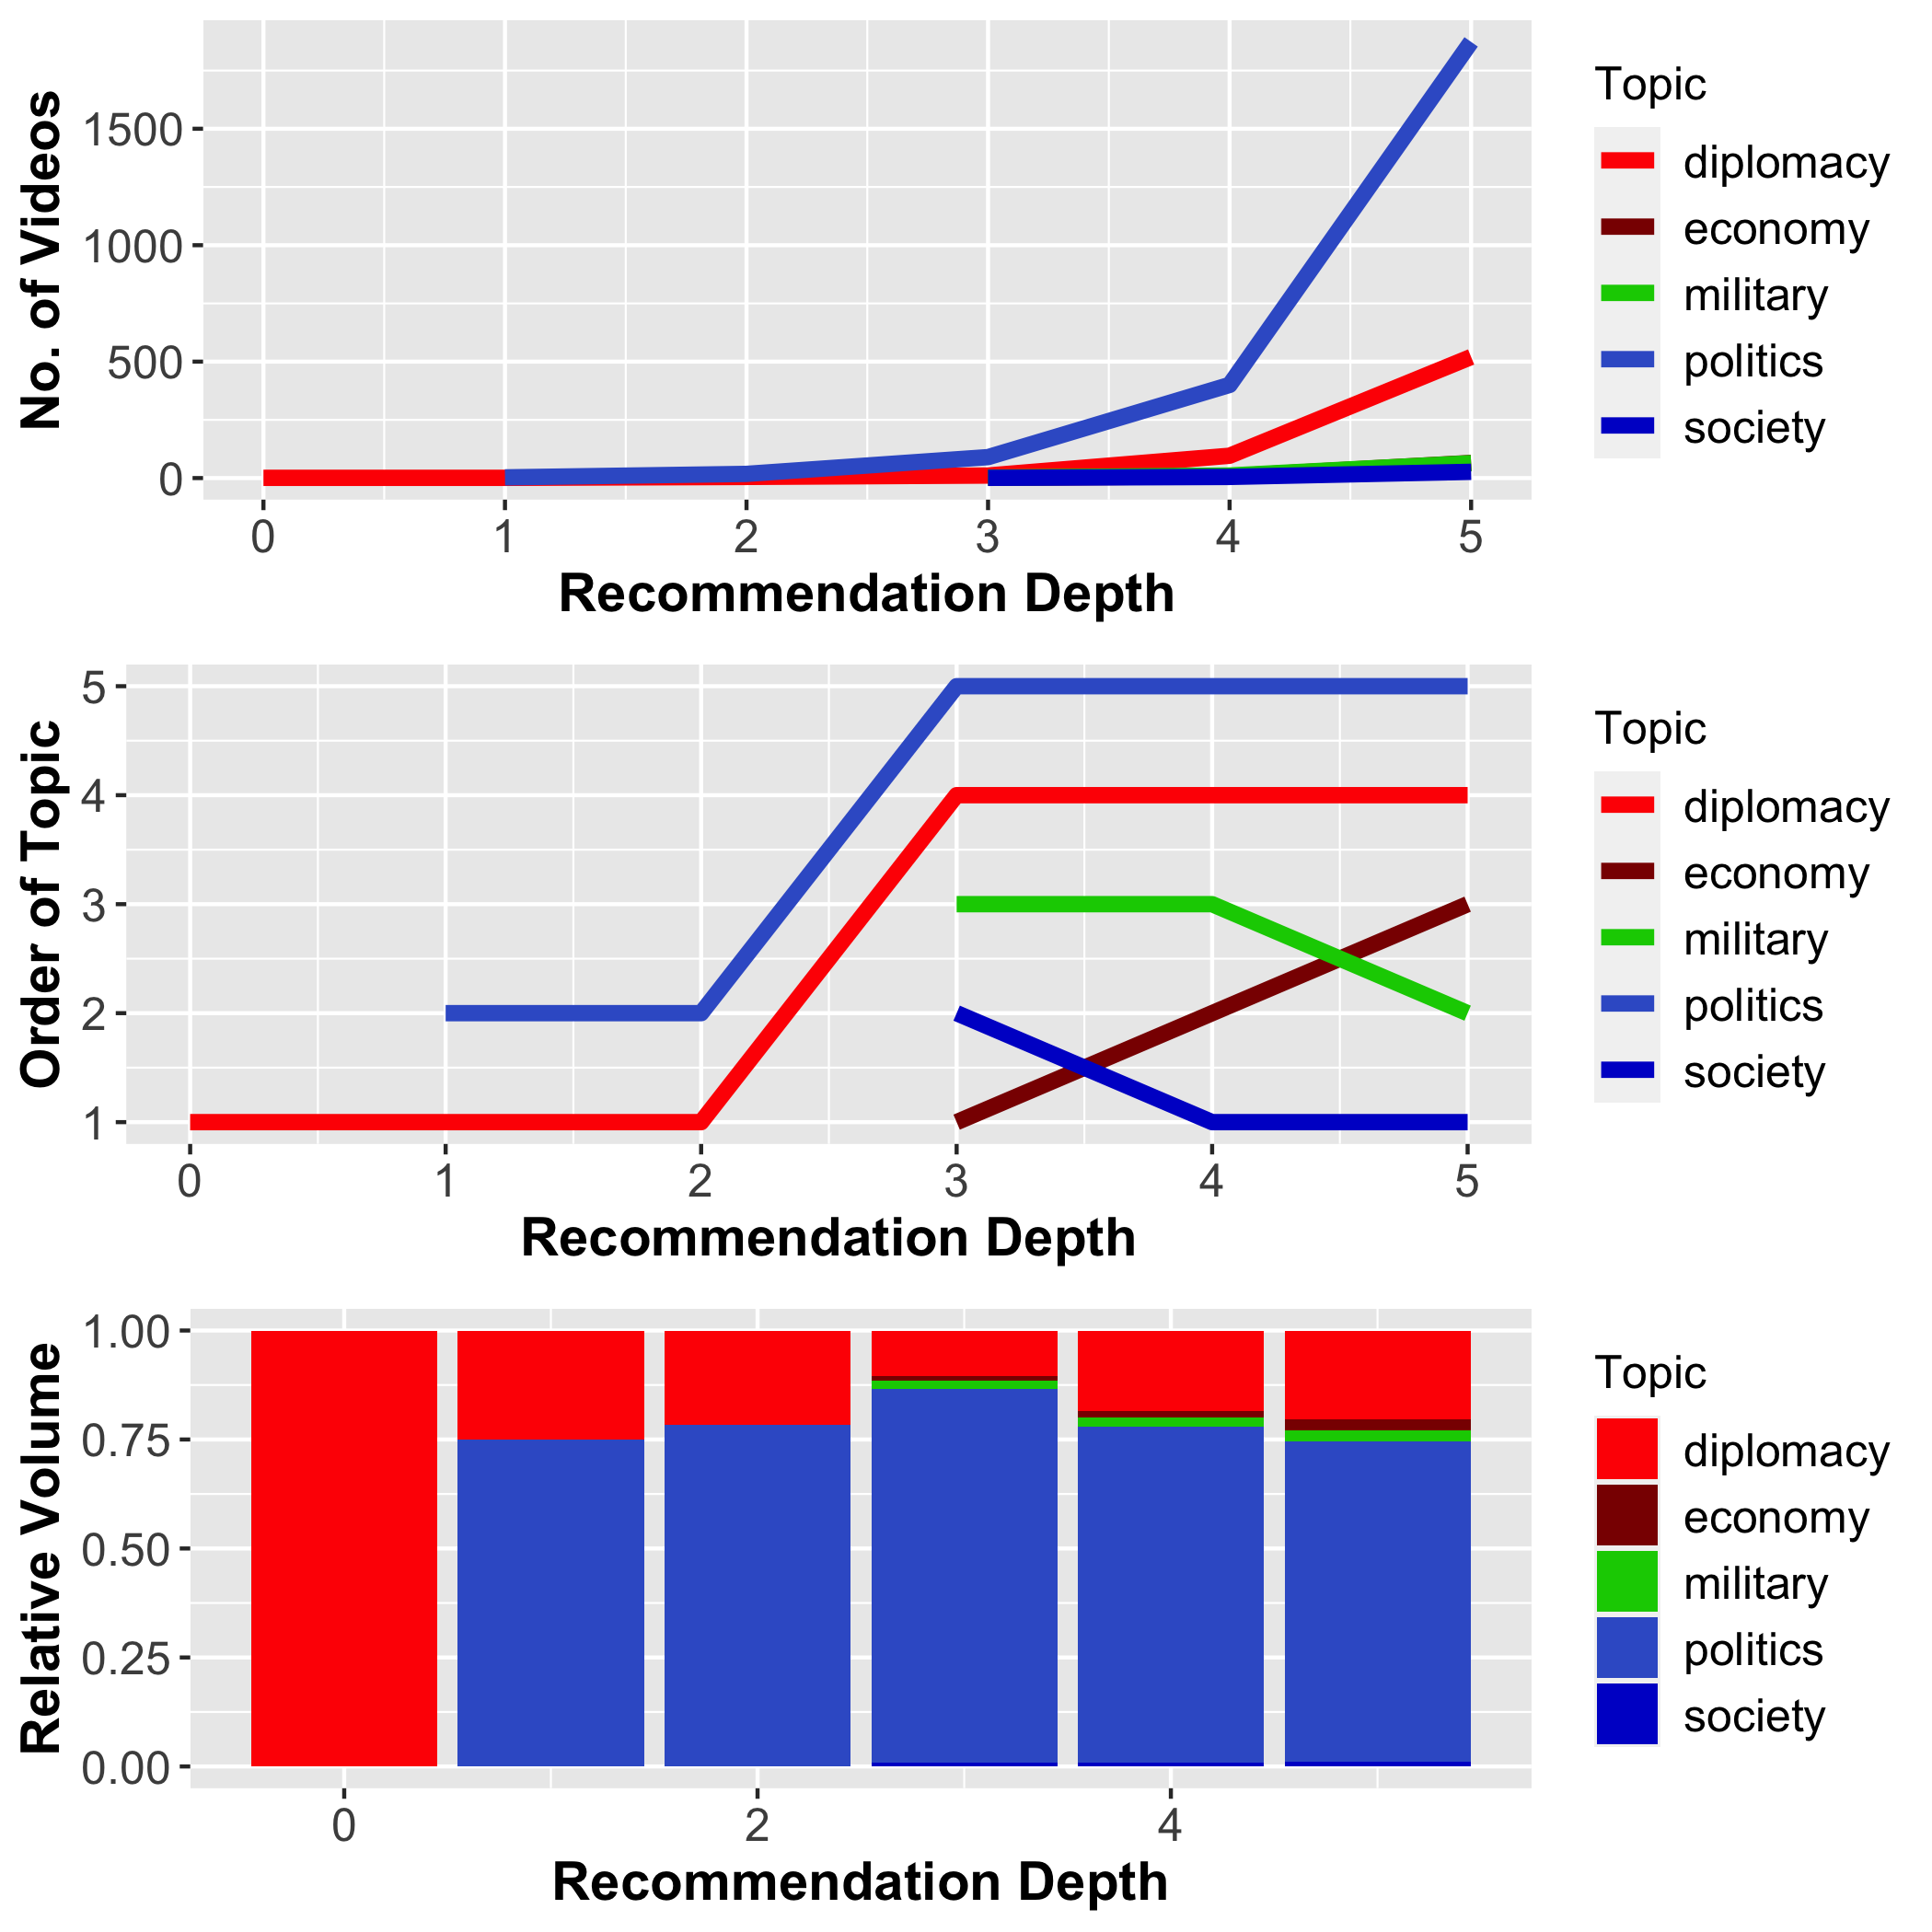 No. of Videos
1500
1000
500
0
0 1 2 3 4 5
Recommendation Depth
Topic
diplomacy
economy
military
politics
society
Order of Topic
5
4
3
2
1
0 1 2 3 4 5
Recommendation Depth
Topic
diplomacy
economy
military
politics
society
Relative Volume
1.00
0.75
0.50
0.25
0.00
0 2 4
Recommendation Depth
Topic
diplomacy
economy
military
politics
society